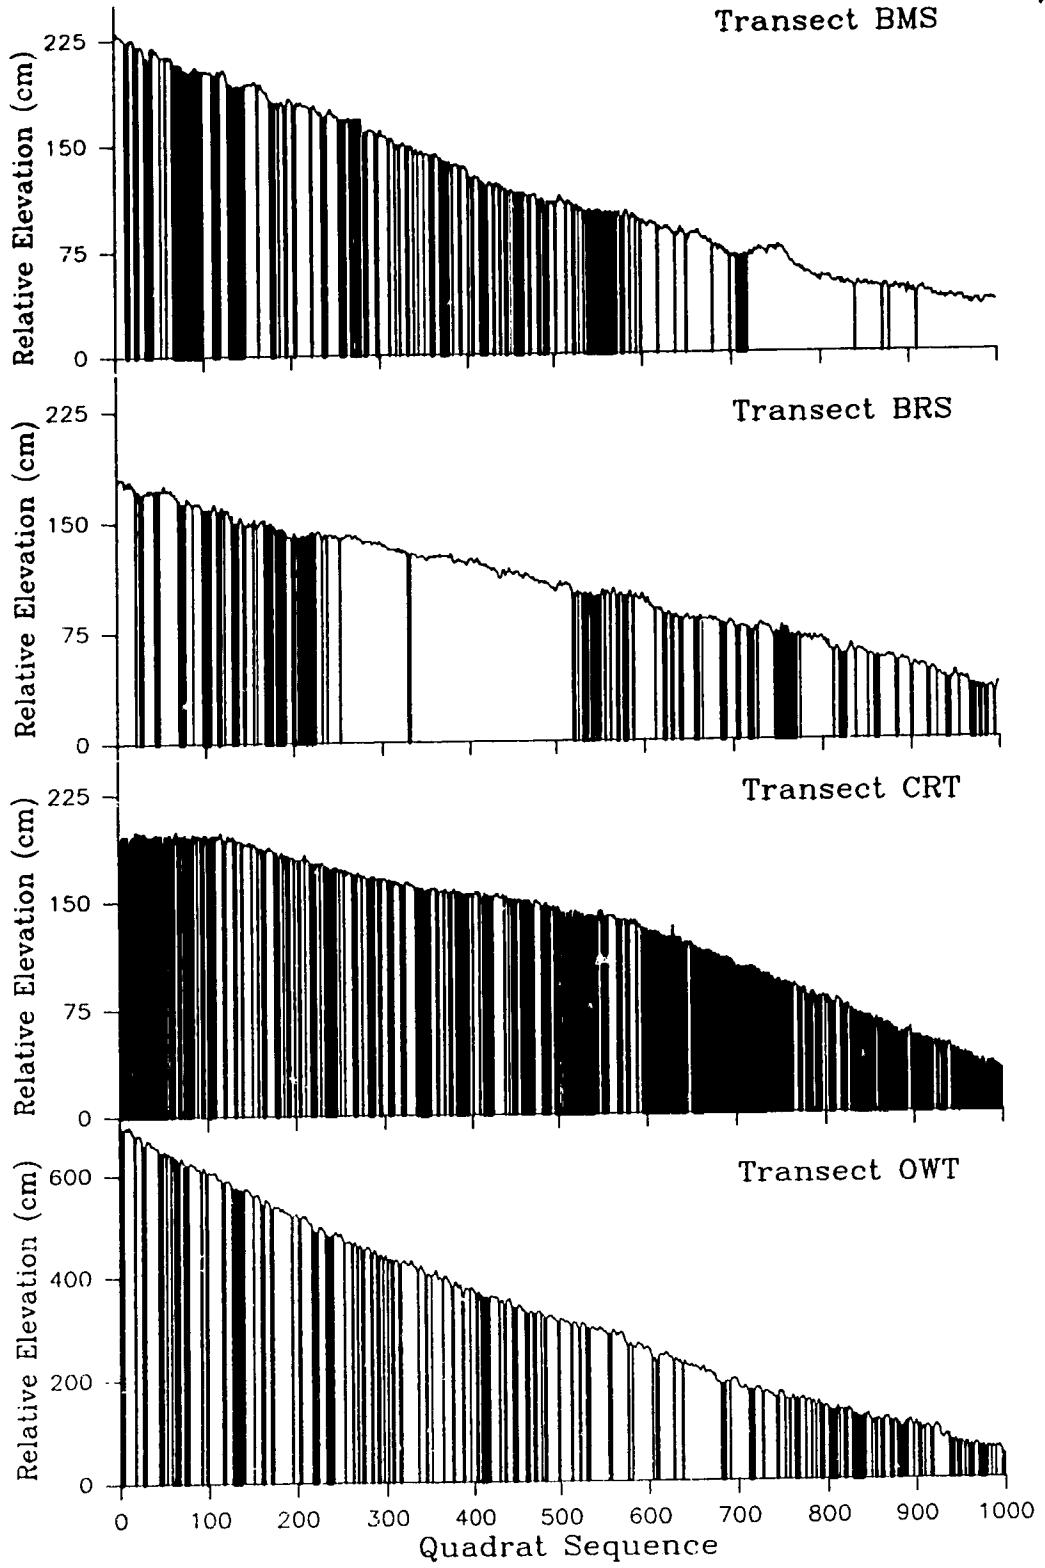 Transect BMS
Relative Elevation (cm)
225
150
75
0
Transect BRS
Relative Elevation (cm)
225
150
75
0
Transect CRT
Relative Elevation (cm)
225
150
75
0
Transect OWT
Relative Elevation (cm)
600
400
200
0
0 100 200 300 400 500 600 700 800 900 1000
Quadrat Sequence